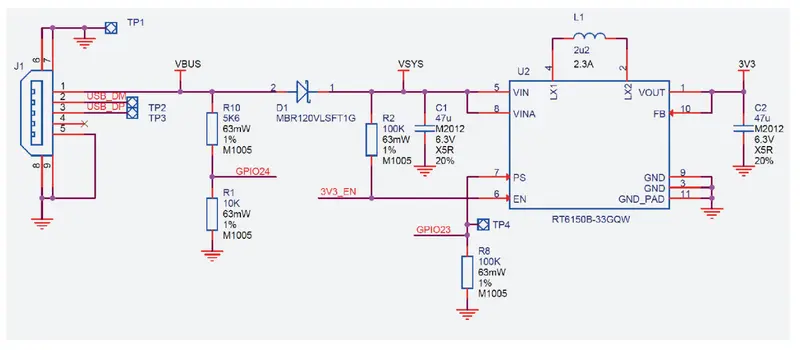 TP1
J1
6
7
VBUS
VSYS
L1
2u2
2.3A
U2
4
2
LX1
LX2
3V3
1
2
3
4
5
USB_DM
USB_DP
TP2
TP3
8
9
2
1
D1
MBR120VLSFT1G
R10
5K6
63mW
1%
M1005
GPIO24
R1
10K
63mW
1%
M1005
R2
100K
63mW
1%
M1005
C1
47u
M2012
6.3V
X5R
20%
5
VIN
8
VINA
7
PS
6
EN
VOUT
1
FB
10
GND
9
GND
3
GND_PAD
11
RT6150B-33GQW
C2
47u
M2012
6.3V
X5R
20%
3V3_EN
GPIO23
TP4
R8
100K
63mW
1%
M1005